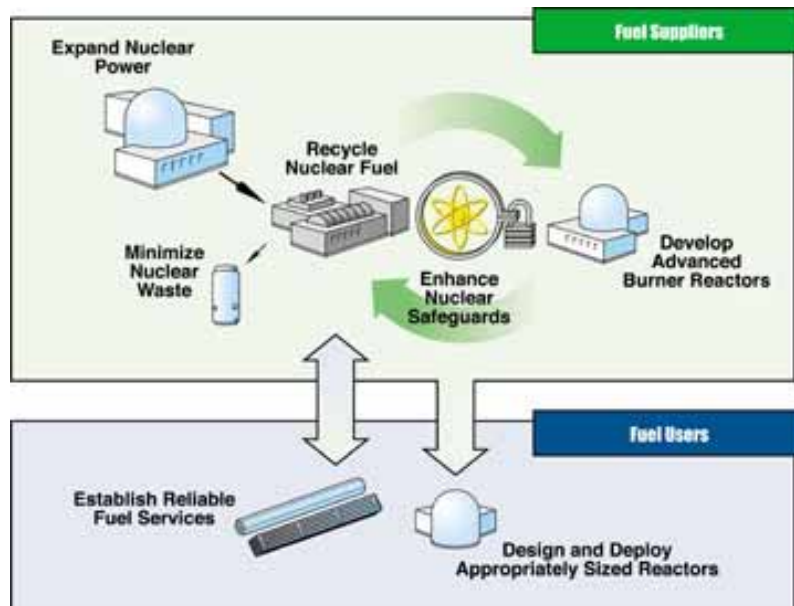 Fuel Suppliers
Expand Nuclear
Power
Recycle
Nuclear Fuel
Minimize
Nuclear
Waste
Enhance
Nuclear
Safeguards
Develop
Advanced
Burner Reactors
Fuel Users
Establish Reliable
Fuel Services
Design and Deploy
Appropriately Sized Reactors